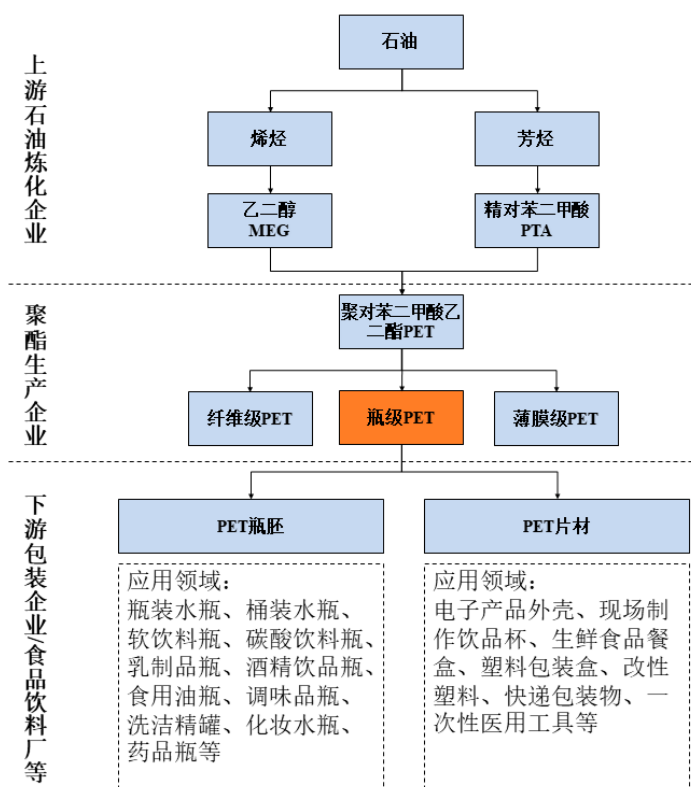 上游石油炼化企业
石油
烯烃
芳烃
乙二醇
MEG
精对苯二甲酸
PTA
聚酯生产企业
聚对苯二甲酸乙
二酯PET
纤维级PET
瓶级PET
薄膜级PET
下游包装企业/食品饮料厂等
PET瓶胚
PET片材
应用领域：
瓶装水瓶、桶装水瓶、
软饮料瓶、碳酸饮料瓶、
乳制品瓶、酒精饮品瓶、
食用油瓶、调味品瓶、
洗洁精罐、化妆水瓶、
药品瓶等
应用领域：
电子产品外壳、现场制
作饮品杯、生鲜食品餐
盒、塑料包装盒、改性
塑料、快递包装物、一
次性医用工具等